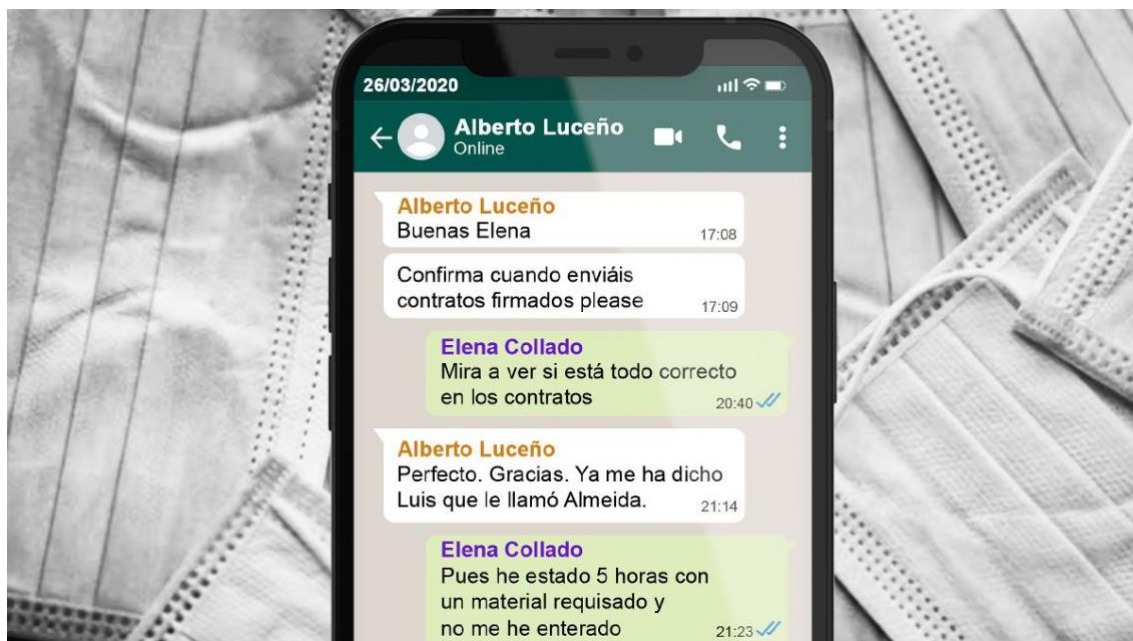 26/03/2020
Alberto Luceño
Online
Alberto Luceño
Buenas Elena
17:08
Confirma cuando enviáis
contratos firmados please
17:09
Elena Collado
Mira a ver si está todo correcto
en los contratos
20:40
Alberto Luceño
Perfecto. Gracias. Ya me ha dicho
Luis que le llamó Almeida.
21:14
Elena Collado
Pues he estado 5 horas con
un material requisado y
no me he enterado
21:23